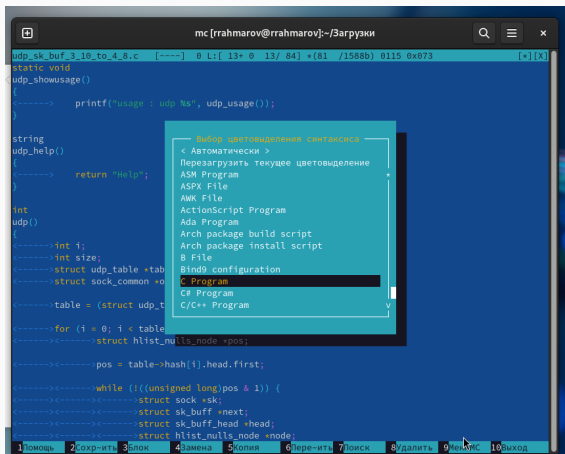 mc [rrahmarov@rrahmarov]:~/Загрузки
udp_sk_buf_3_10_to_4_8.c [----] 0 L:[ 13+ 0 13/ 84] *(81 /1588b) 0115 0x073 [*][X]
static void
udp_showusage()
{
<------> printf("usage : udp %s", udp_usage());
}
string
udp_help()
{
<------> return "Help";
}
int
udp()
{
<------>int i;
<------>int size;
<------>struct udp_table *tab
<------>struct sock_common *o
<------>table = (struct udp_t
<------>for (i = 0; i < table
<------><------>struct hlist_nulls_node *pos;
<------><------>pos = table->hash[i].head.first;
<------><------>while (!((unsigned long)pos & 1)) {
<------><------><------>struct sock *sk;
<------><------><------>struct sk_buff *next;
<------><------><------>struct sk_buff_head *head;
<------><------><------>struct hlist_nulls_node *node;
Выбор цветовыделения синтаксиса
< Автоматически >
Перезагрузить текущее цветовыделение
ASM Program
ASPX File
AWK File
ActionScript Program
Ada Program
Arch package build script
Arch package install script
B File
Bind9 configuration
C Program
C# Program
C/C++ Program
1Помощь 2Сохр~ить 3Блок 4Замена 5Копия 6Пере~ить 7Поиск 8Удалить 9МенюMC 10Выход